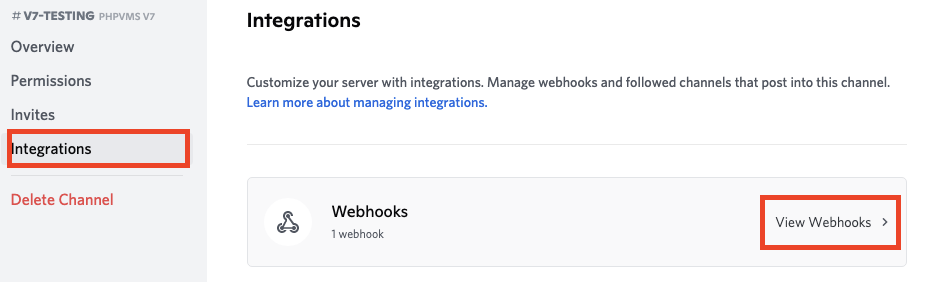 # V7-TESTING PHPVMS V7
Overview
Permissions
Invites
Integrations
Delete Channel
Integrations
Customize your server with integrations. Manage webhooks and followed channels that post into this channel.
Learn more about managing integrations.
Webhooks
1 webhook
View Webhooks >